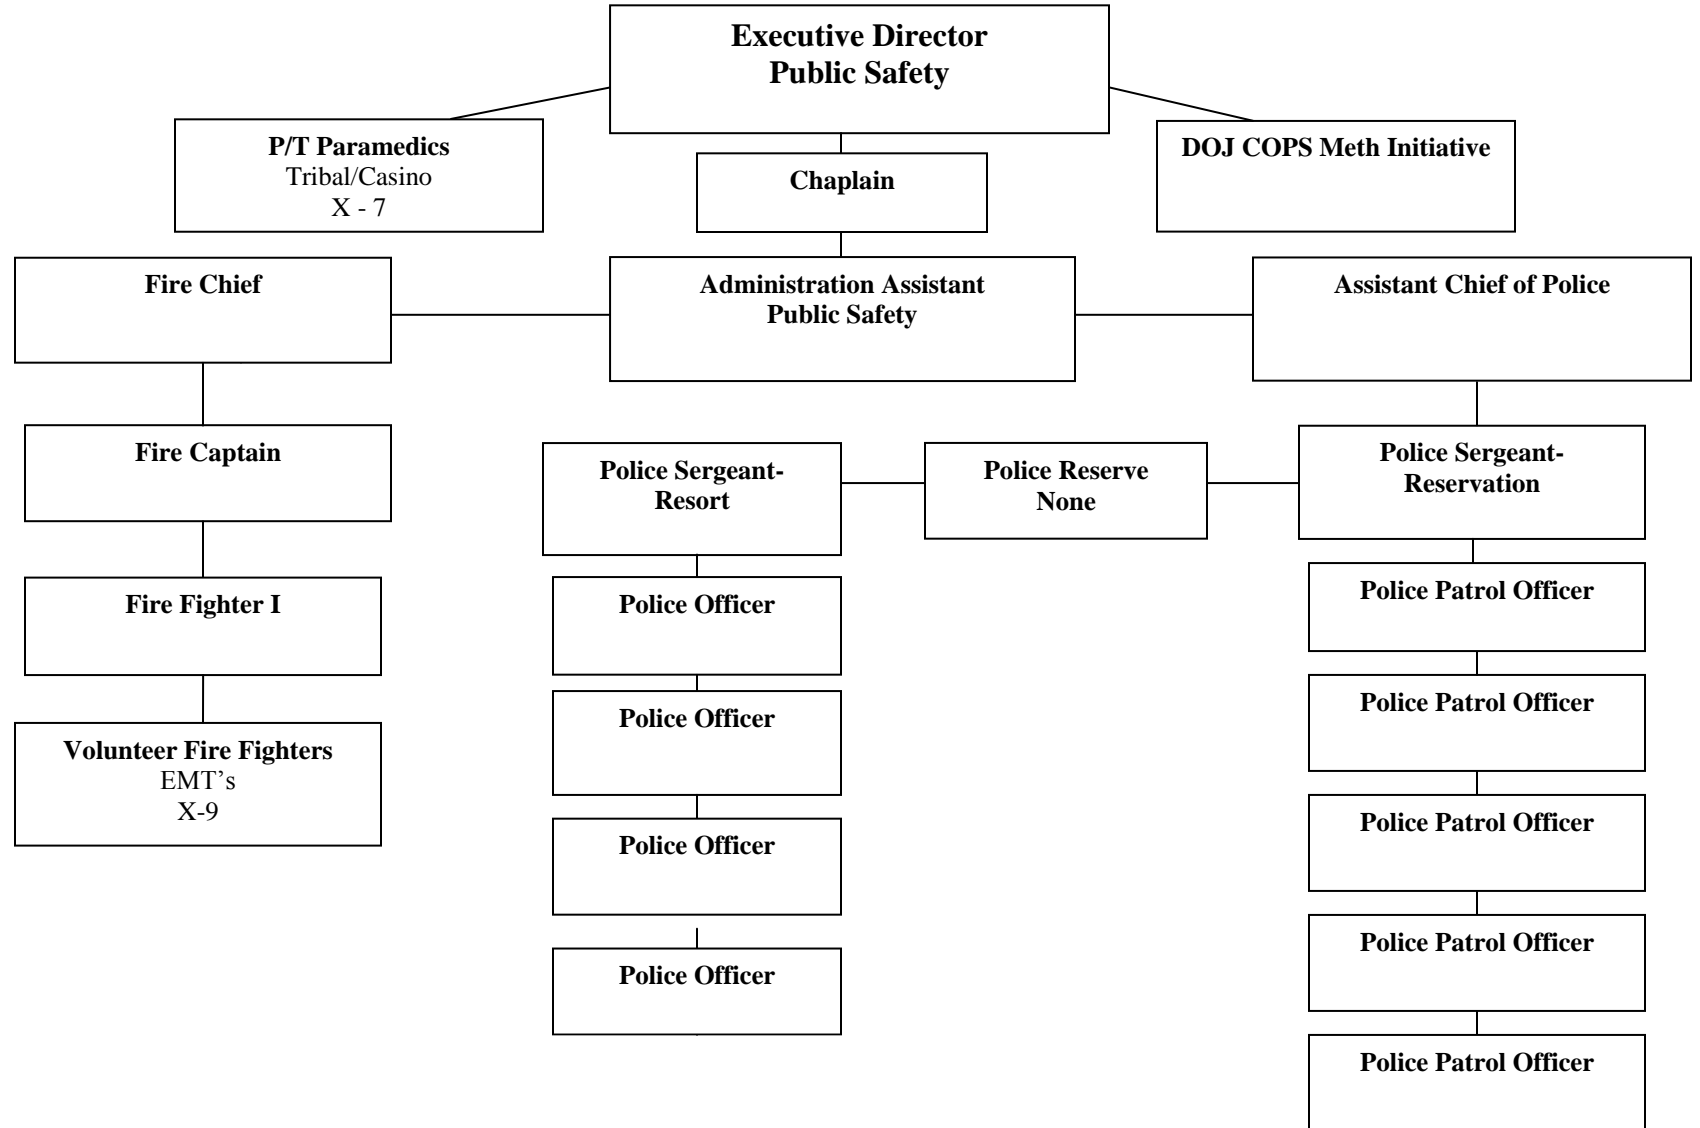 Executive Director
Public Safety
P/T Paramedics
Tribal/Casino
X - 7
Chaplain
DOJ COPS Meth Initiative
Fire Chief
Administration Assistant
Public Safety
Assistant Chief of Police
Fire Captain
Police Sergeant-
Resort
Police Reserve
None
Police Sergeant-
Reservation
Fire Fighter I
Police Officer
Police Patrol Officer
Volunteer Fire Fighters
EMT’s
X-9
Police Officer
Police Patrol Officer
Police Officer
Police Patrol Officer
Police Officer
Police Patrol Officer
Police Patrol Officer